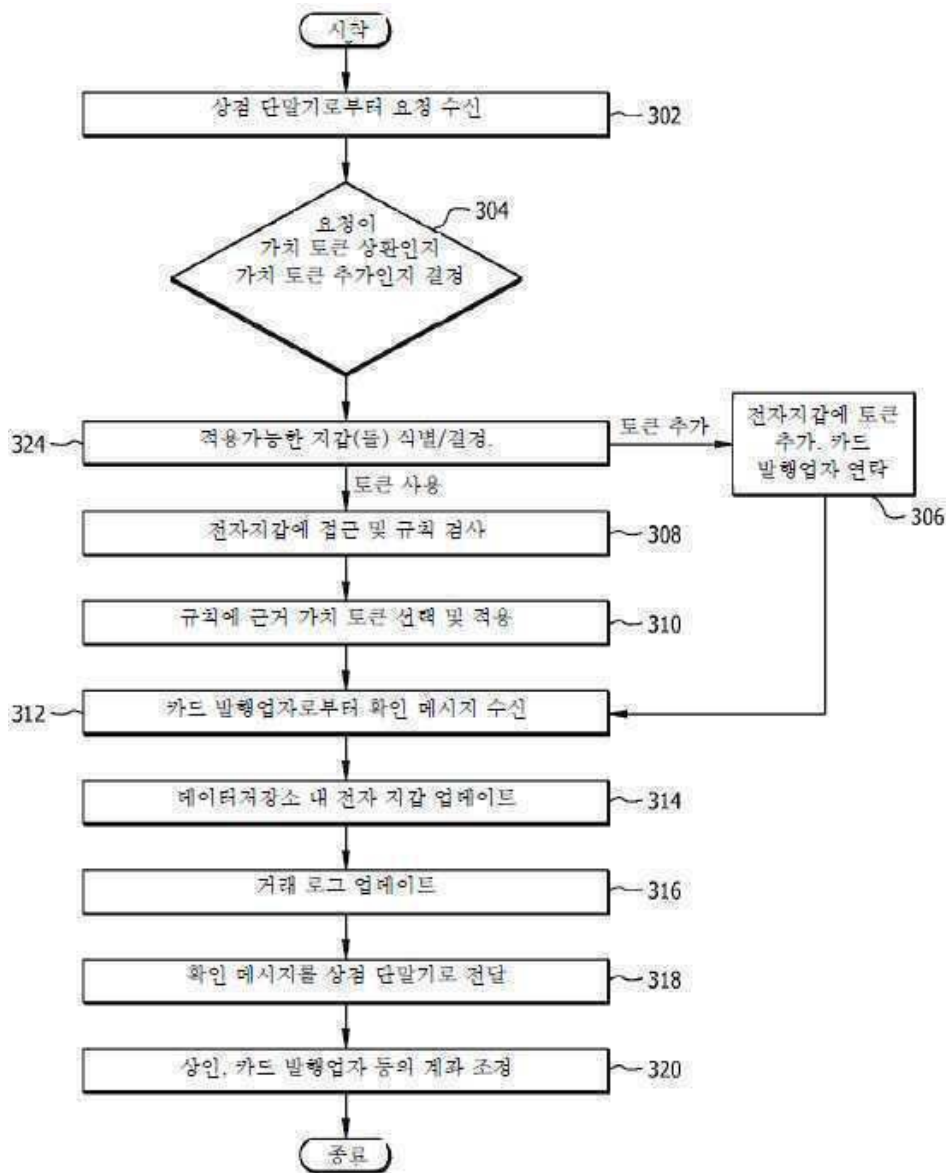 시작
상점 단말기로부터 요청 수신
302
304
요청이
가치 토큰 상환인지
가치 토큰 추가인지 결정
324
적용가능한 지갑(들) 식별/결정.
토큰 추가
전자지갑에 토큰
추가. 카드
발행업자 연락
306
토큰 사용
전자지갑에 접근 및 규칙 검사
308
규칙에 근거 가치 토큰 선택 및 적용
310
312
카드 발행업자로부터 확인 메시지 수신
데이터저장소 내 전자 지갑 업데이트
314
거래 로그 업데이트
316
확인 메시지를 상점 단말기로 전달
318
상인, 카드 발행업자 등의 계좌 조정
320
종료